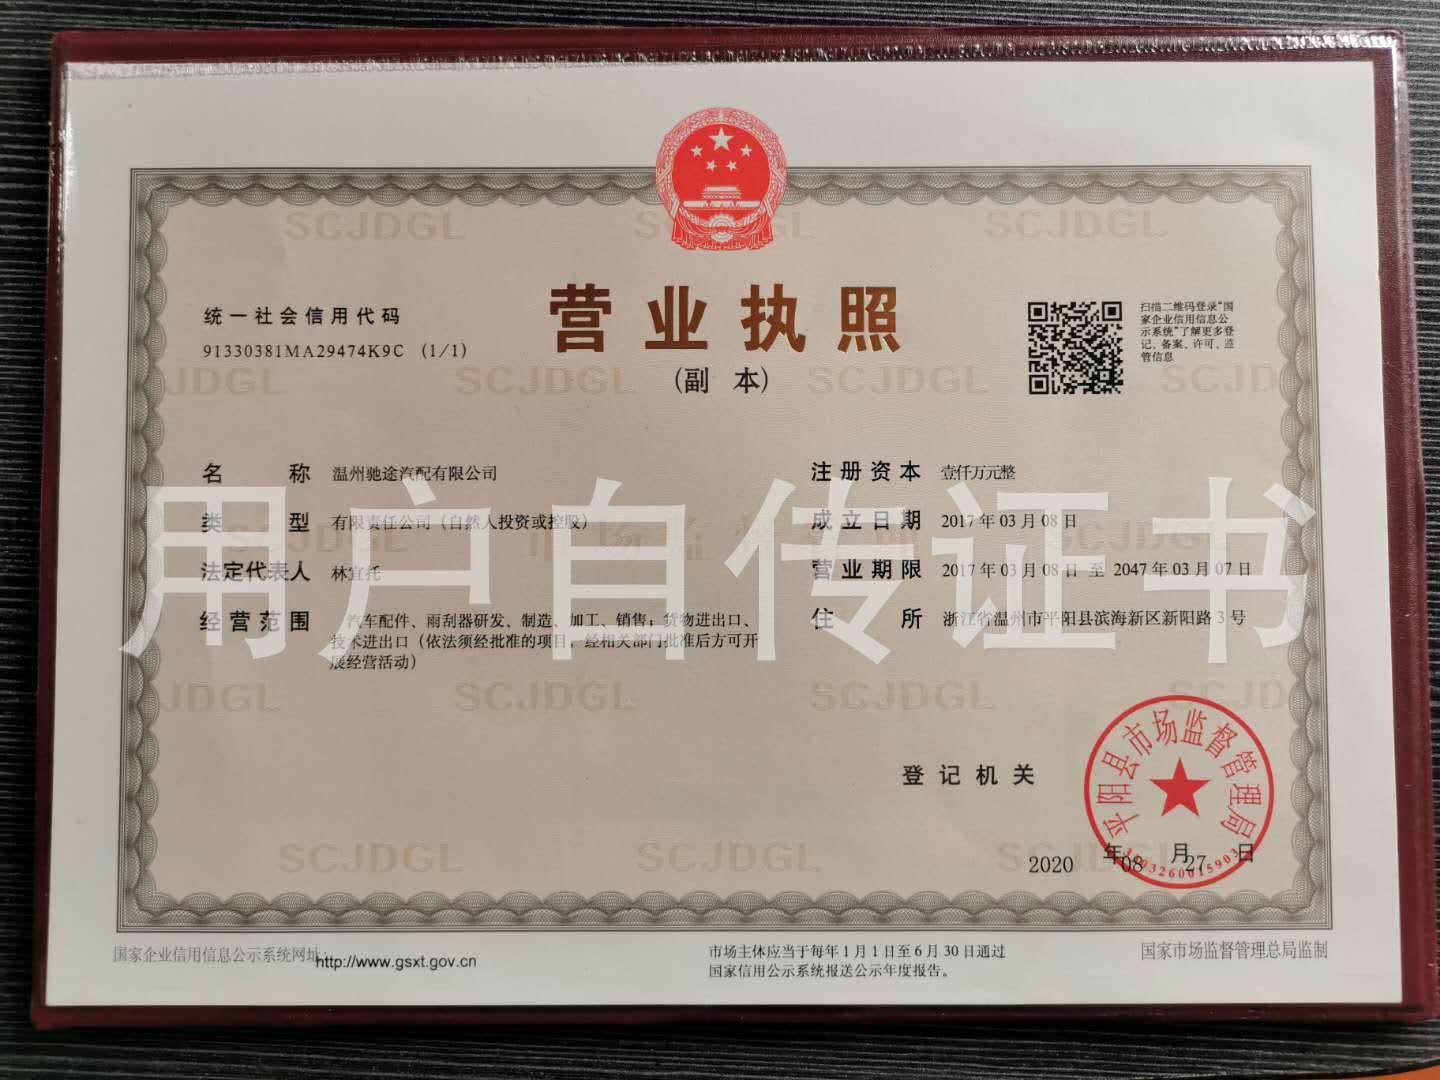 SCJDGL SCJDGL SCJDGL
营业执照
(副 本)
统一社会信用代码
91330381MA29474K9C (1/1)
扫描二维码登录“国
家企业信用信息公
示系统”了解更多登
记、备案、许可、监
管信息
JDGL SCJDGL SCJDGL SCJD
名 称 温州驰途汽配有限公司
类 型 有限责任公司（自然人投资或控股）
法定代表人 林宜托
经营范围 汽车配件、雨刮器研发、制造、加工、销售；货物进出口、
技术进出口（依法须经批准的项目，经相关部门批准后方可开
展经营活动）
注册资本 壹仟万元整
成立日期 2017年03月08日
营业期限 2017年03月08日 至 2047年03月07日
住 所 浙江省温州市平阳县滨海新区新阳路3号
用户自传证书
JDGL SCJDGL SCJDGL SCJD
登记机关
平阳县市场监督管理局
2020 年08 月27 日
SCJDGL SCJDGL SCJDGL
国家企业信用信息公示系统网址:http://www.gsxt.gov.cn
市场主体应当于每年1月1日至6月30日通过
国家信用公示系统报送公示年度报告。
国家市场监督管理总局监制